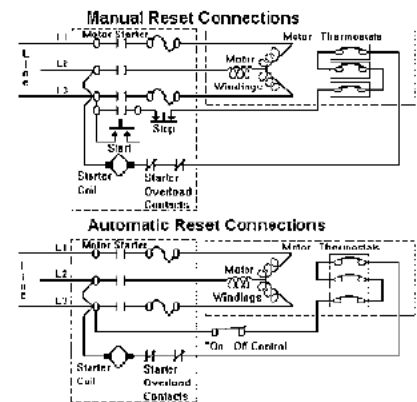 Manual Reset Connections
L1 Motor Starter Motor Thermostats
Line
L2 Motor
Windings
L3
Stop
Start
Starter
Coil
Starter
Overload
Contacts
Automatic Reset Connections
L1 Motor Starter Motor Thermostats
Line
L2 Motor
Windings
L3
"On Off Control
Starter
Coil
Starter
Overload
Contacts